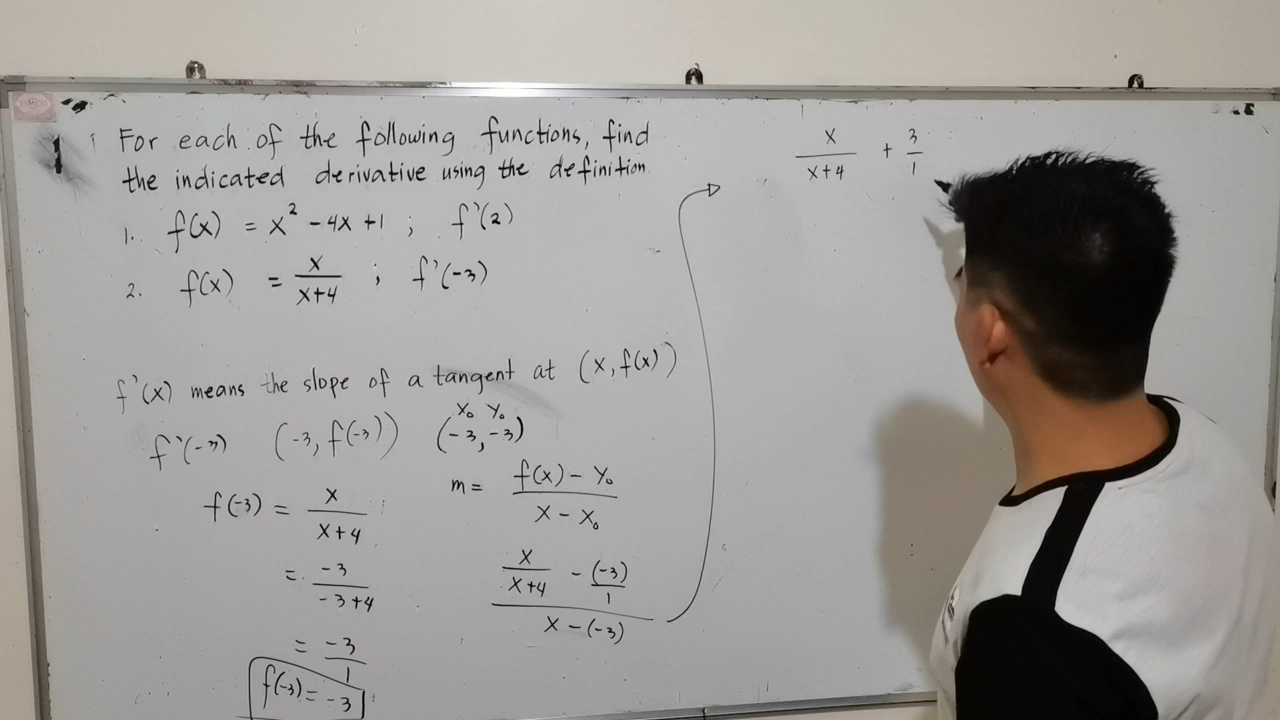 1 For each of the following functions, find
the indicated derivative using the definition
1. f(x) = x² - 4x + 1 ; f'(2)
2. f(x) = x/(x+4) ; f'(-3)
f'(x) means the slope of a tangent at (x, f(x))
x₀ y₀
f'(-3) (-3, f(-3)) (-3, -3)
m = (f(x) - y₀)/(x - x₀)
f(-3) = x/(x+4)
= -3/(-3+4)
= -3/1
f(-3) = -3
(x/(x+4) - (-3)/1)/(x - (-3))
x/(x+4) + 3/1